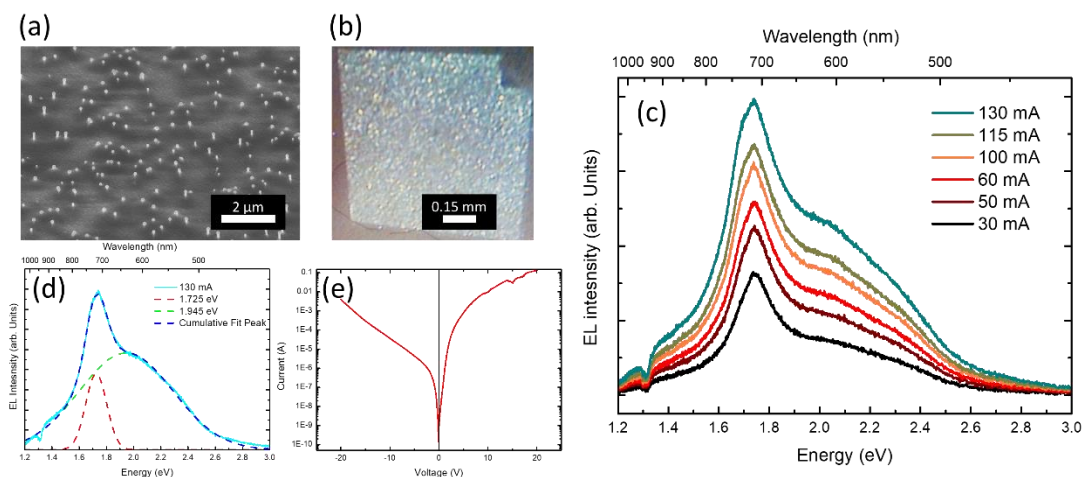 (a)
2 µm
(b)
0.15 mm
Wavelength (nm)
1000 900 800 700 600 500
(c)
130 mA
115 mA
100 mA
60 mA
50 mA
30 mA
EL intesnsity (arb. Units)
1.2 1.4 1.6 1.8 2.0 2.2 2.4 2.6 2.8 3.0
Energy (eV)
Wavelength (nm)
1000 900 800 700 600 500
(d)
130 mA
1.725 eV
1.945 eV
Cumulative Fit Peak
EL Intesnsity (arb. Units)
1.2 1.4 1.6 1.8 2.0 2.2 2.4 2.6 2.8 3.0
Energy (eV)
(e)
0.1
0.01
1E-3
1E-4
1E-5
1E-6
1E-7
1E-8
1E-9
1E-10
Current (A)
-20 -10 0 10 20
Voltage (V)